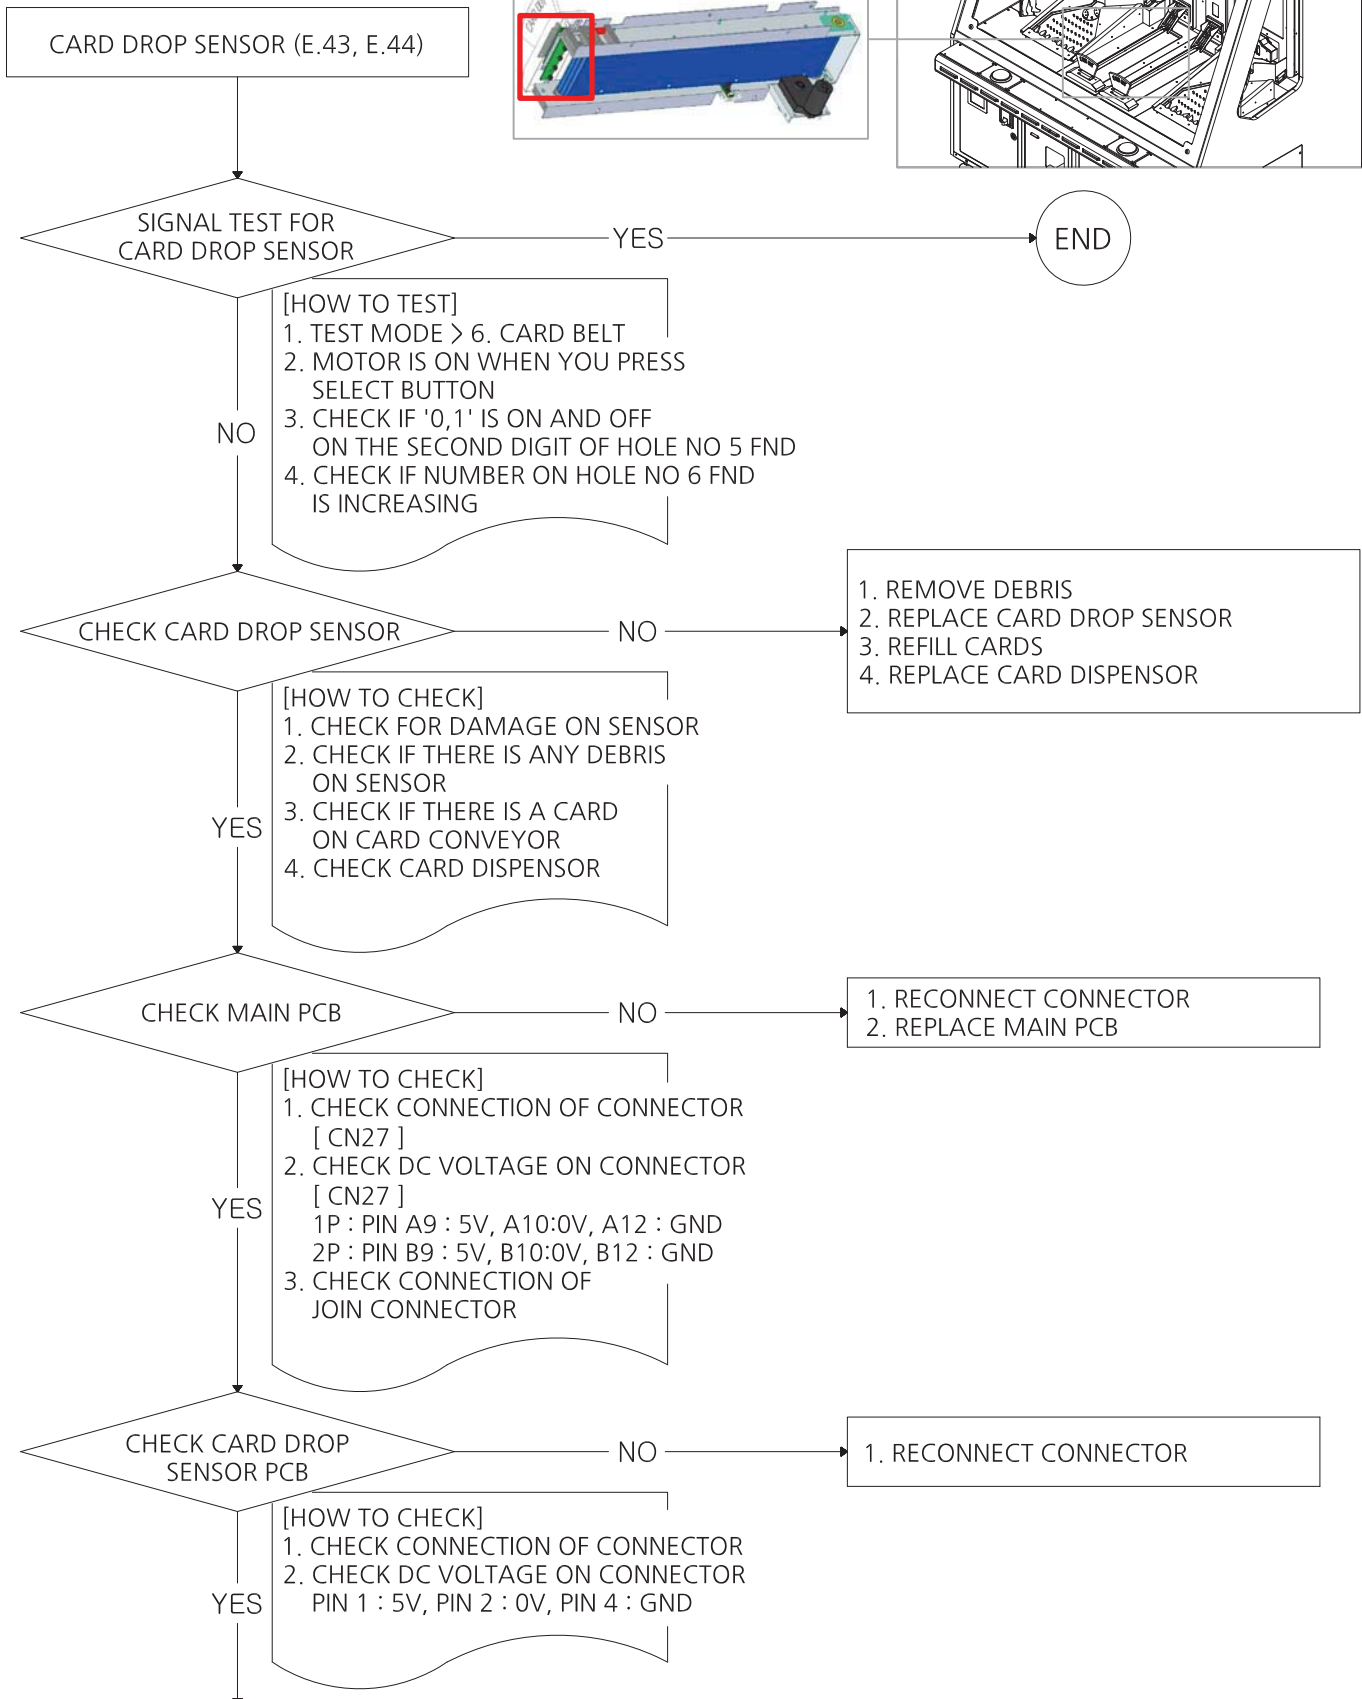 CARD DROP SENSOR (E.43, E.44)
SIGNAL TEST FOR
CARD DROP SENSOR
YES
END
[HOW TO TEST]
1. TEST MODE > 6. CARD BELT
2. MOTOR IS ON WHEN YOU PRESS
SELECT BUTTON
3. CHECK IF '0,1' IS ON AND OFF
ON THE SECOND DIGIT OF HOLE NO 5 FND
4. CHECK IF NUMBER ON HOLE NO 6 FND
IS INCREASING
NO
CHECK CARD DROP SENSOR
NO
1. REMOVE DEBRIS
2. REPLACE CARD DROP SENSOR
3. REFILL CARDS
4. REPLACE CARD DISPENSOR
[HOW TO CHECK]
1. CHECK FOR DAMAGE ON SENSOR
2. CHECK IF THERE IS ANY DEBRIS
ON SENSOR
3. CHECK IF THERE IS A CARD
ON CARD CONVEYOR
4. CHECK CARD DISPENSOR
YES
CHECK MAIN PCB
NO
1. RECONNECT CONNECTOR
2. REPLACE MAIN PCB
[HOW TO CHECK]
1. CHECK CONNECTION OF CONNECTOR
[ CN27 ]
2. CHECK DC VOLTAGE ON CONNECTOR
[ CN27 ]
1P : PIN A9 : 5V, A10:0V, A12 : GND
2P : PIN B9 : 5V, B10:0V, B12 : GND
3. CHECK CONNECTION OF
JOIN CONNECTOR
YES
CHECK CARD DROP
SENSOR PCB
NO
1. RECONNECT CONNECTOR
[HOW TO CHECK]
1. CHECK CONNECTION OF CONNECTOR
2. CHECK DC VOLTAGE ON CONNECTOR
PIN 1 : 5V, PIN 2 : 0V, PIN 4 : GND
YES